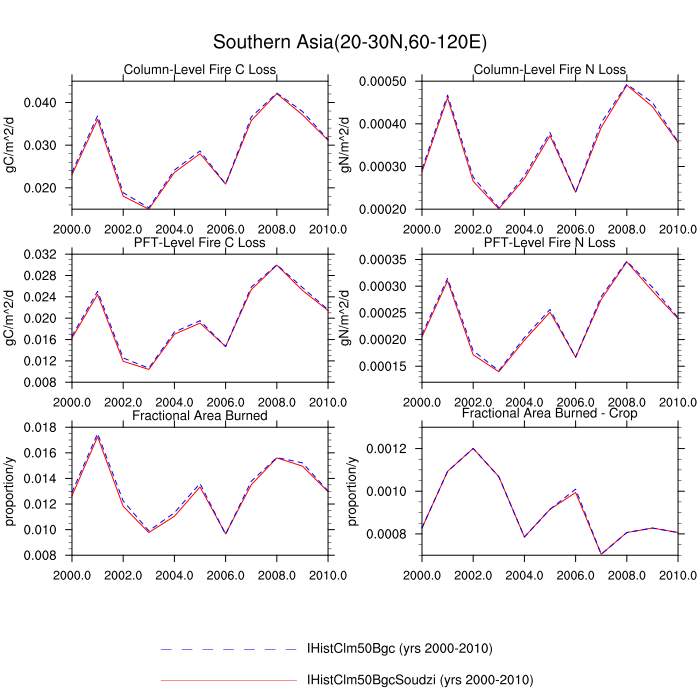 Southern Asia(20-30N,60-120E)
Column-Level Fire C Loss
gC/m^2/d
0.040
0.030
0.020
2000.0 2002.0 2004.0 2006.0 2008.0 2010.0
Column-Level Fire N Loss
gN/m^2/d
0.00050
0.00040
0.00030
0.00020
2000.0 2002.0 2004.0 2006.0 2008.0 2010.0
PFT-Level Fire C Loss
gC/m^2/d
0.032
0.028
0.024
0.020
0.016
0.012
0.008
2000.0 2002.0 2004.0 2006.0 2008.0 2010.0
PFT-Level Fire N Loss
gN/m^2/d
0.00035
0.00030
0.00025
0.00020
0.00015
2000.0 2002.0 2004.0 2006.0 2008.0 2010.0
Fractional Area Burned
proportion/y
0.018
0.016
0.014
0.012
0.010
0.008
2000.0 2002.0 2004.0 2006.0 2008.0 2010.0
Fractional Area Burned - Crop
proportion/y
0.0012
0.0010
0.0008
2000.0 2002.0 2004.0 2006.0 2008.0 2010.0
IHistClm50Bgc (yrs 2000-2010)
IHistClm50BgcSoudzi (yrs 2000-2010)